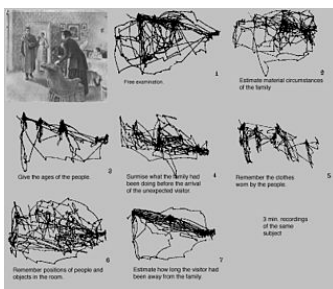 Free examination.
1
Estimate material circumstances
of the family
2
Give the ages of the people.
3
Surmise what the family had
been doing before the arrival
of the unexpected visitor.
4
Remember the clothes
worn by the people.
5
Remember positions of people and
objects in the room.
6
Estimate how long the visitor had
been away from the family
7
3 min. recordings
of the same
subject